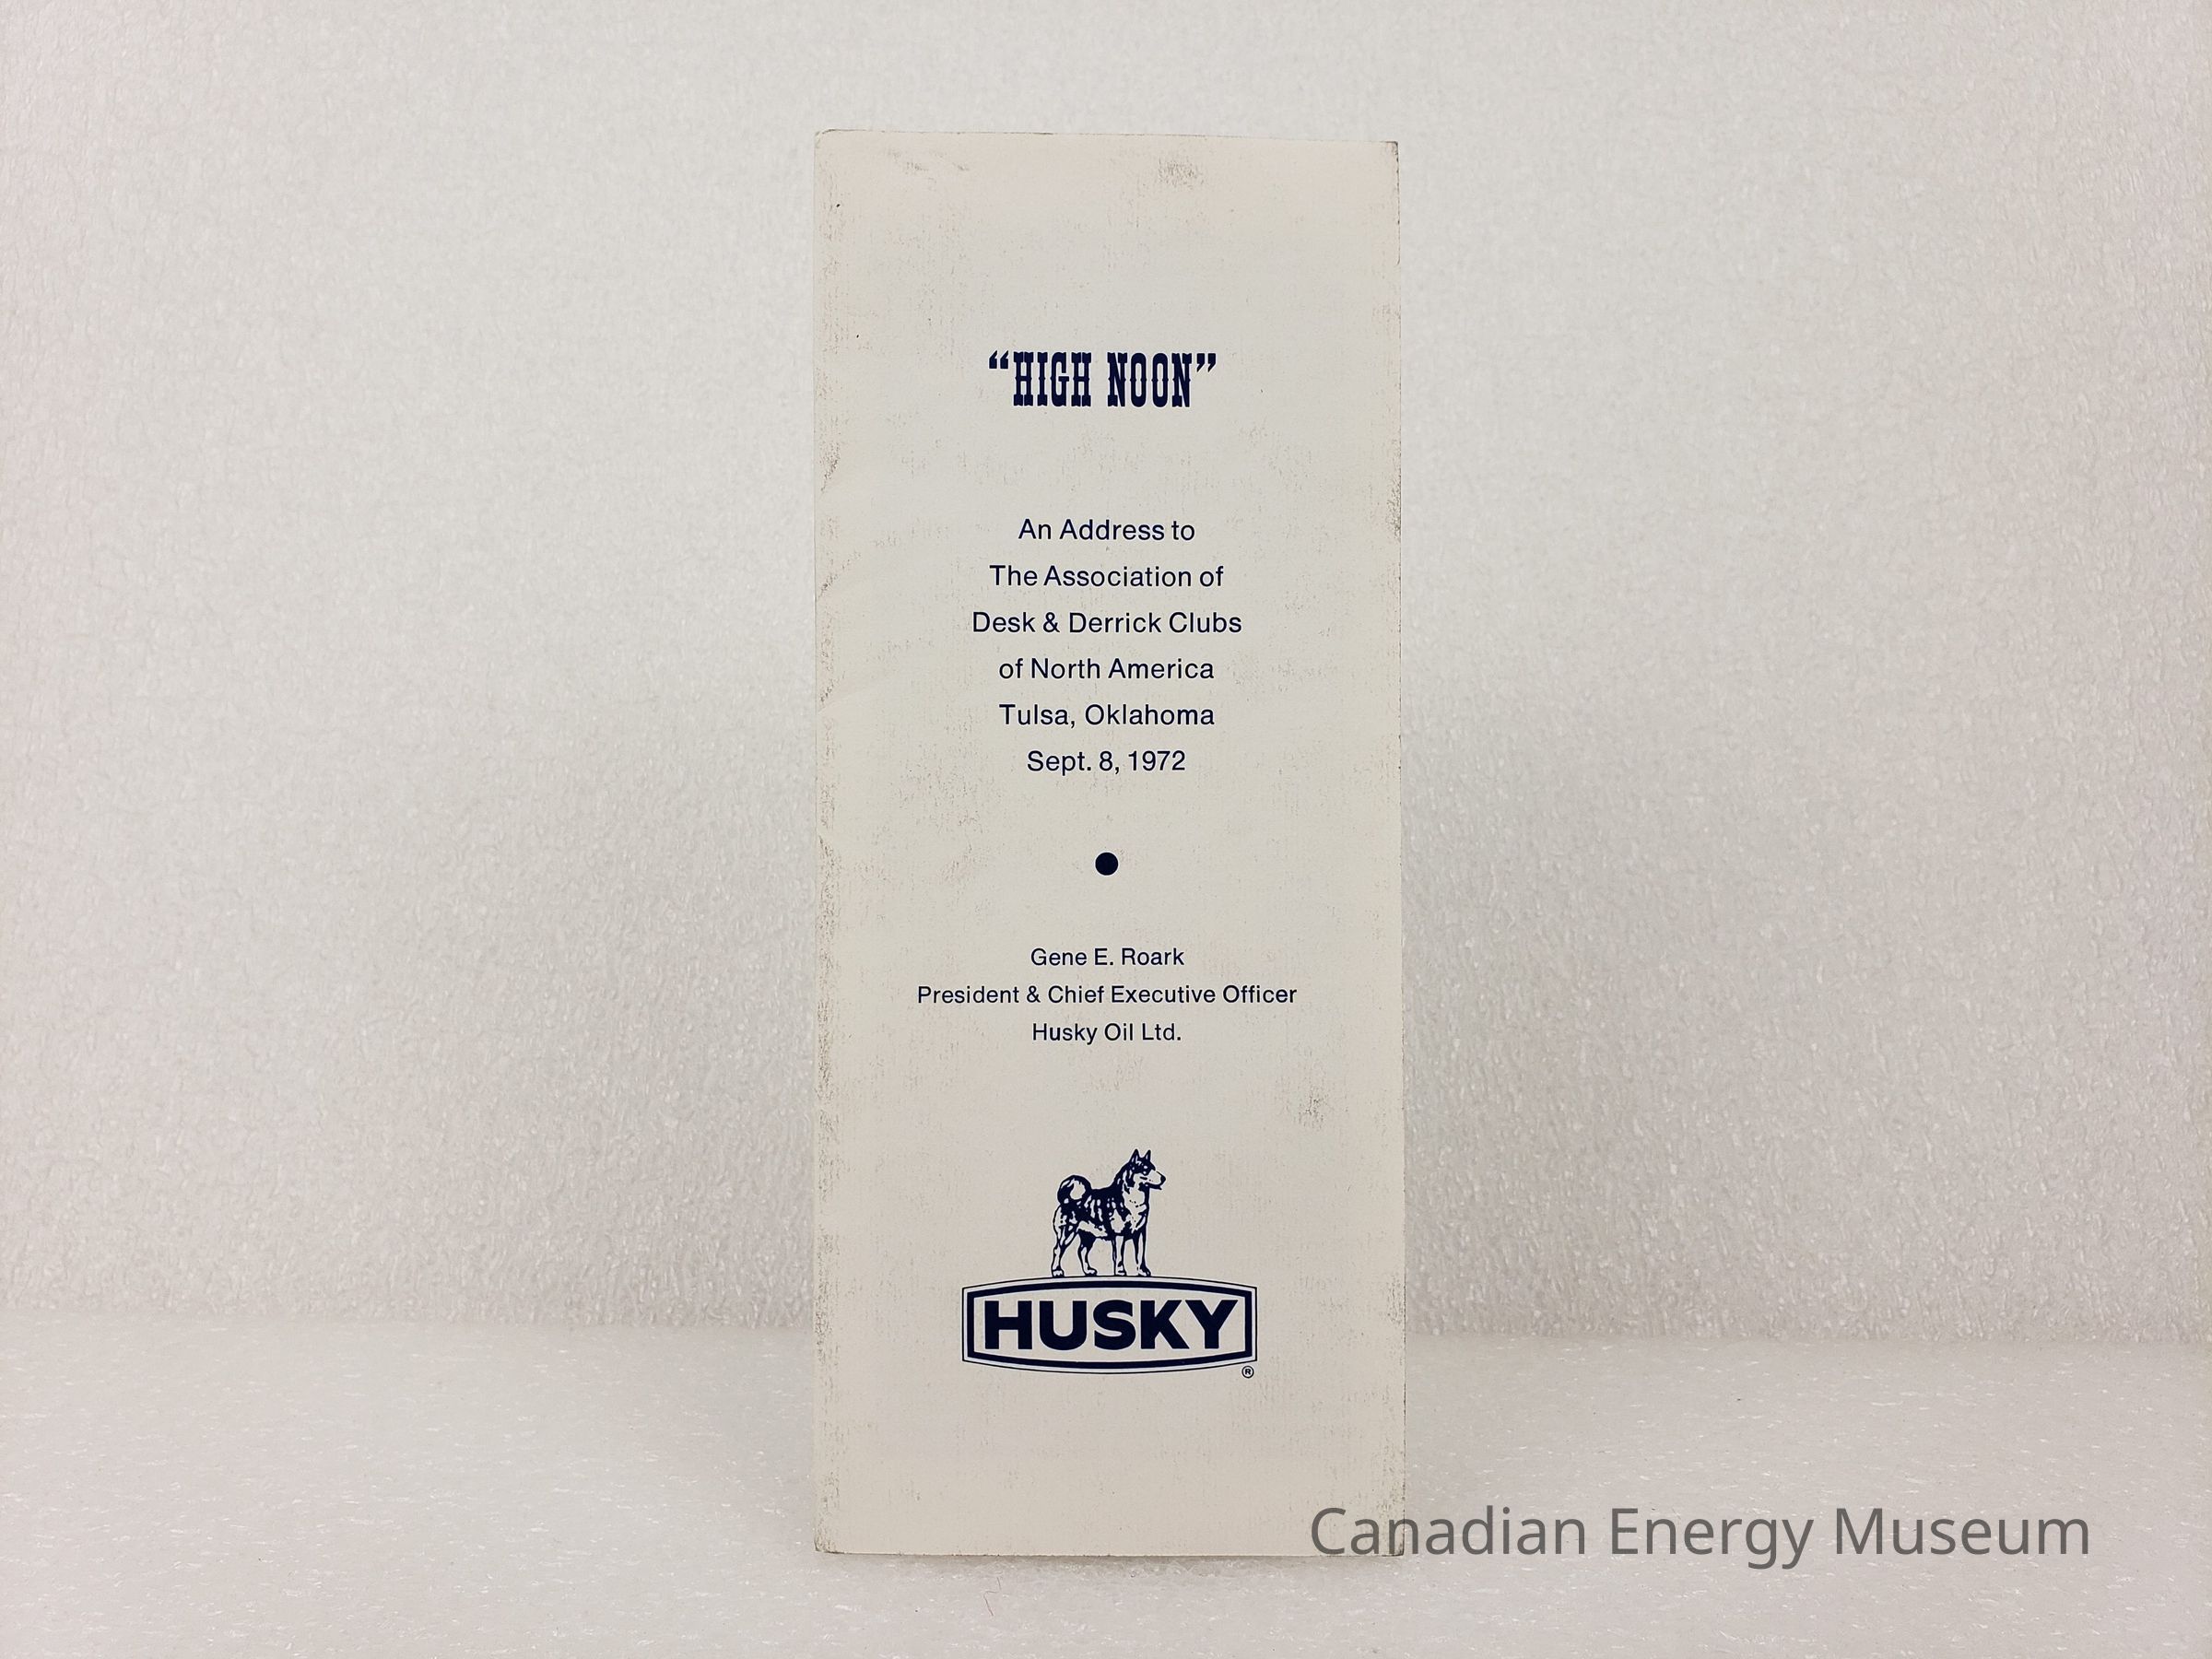 “HIGH NOON”
An Address to
The Association of
Desk & Derrick Clubs
of North America
Tulsa, Oklahoma
Sept. 8, 1972
●
Gene E. Roark
President & Chief Executive Officer
Husky Oil Ltd.
HUSKY
®
Canadian Energy Museum